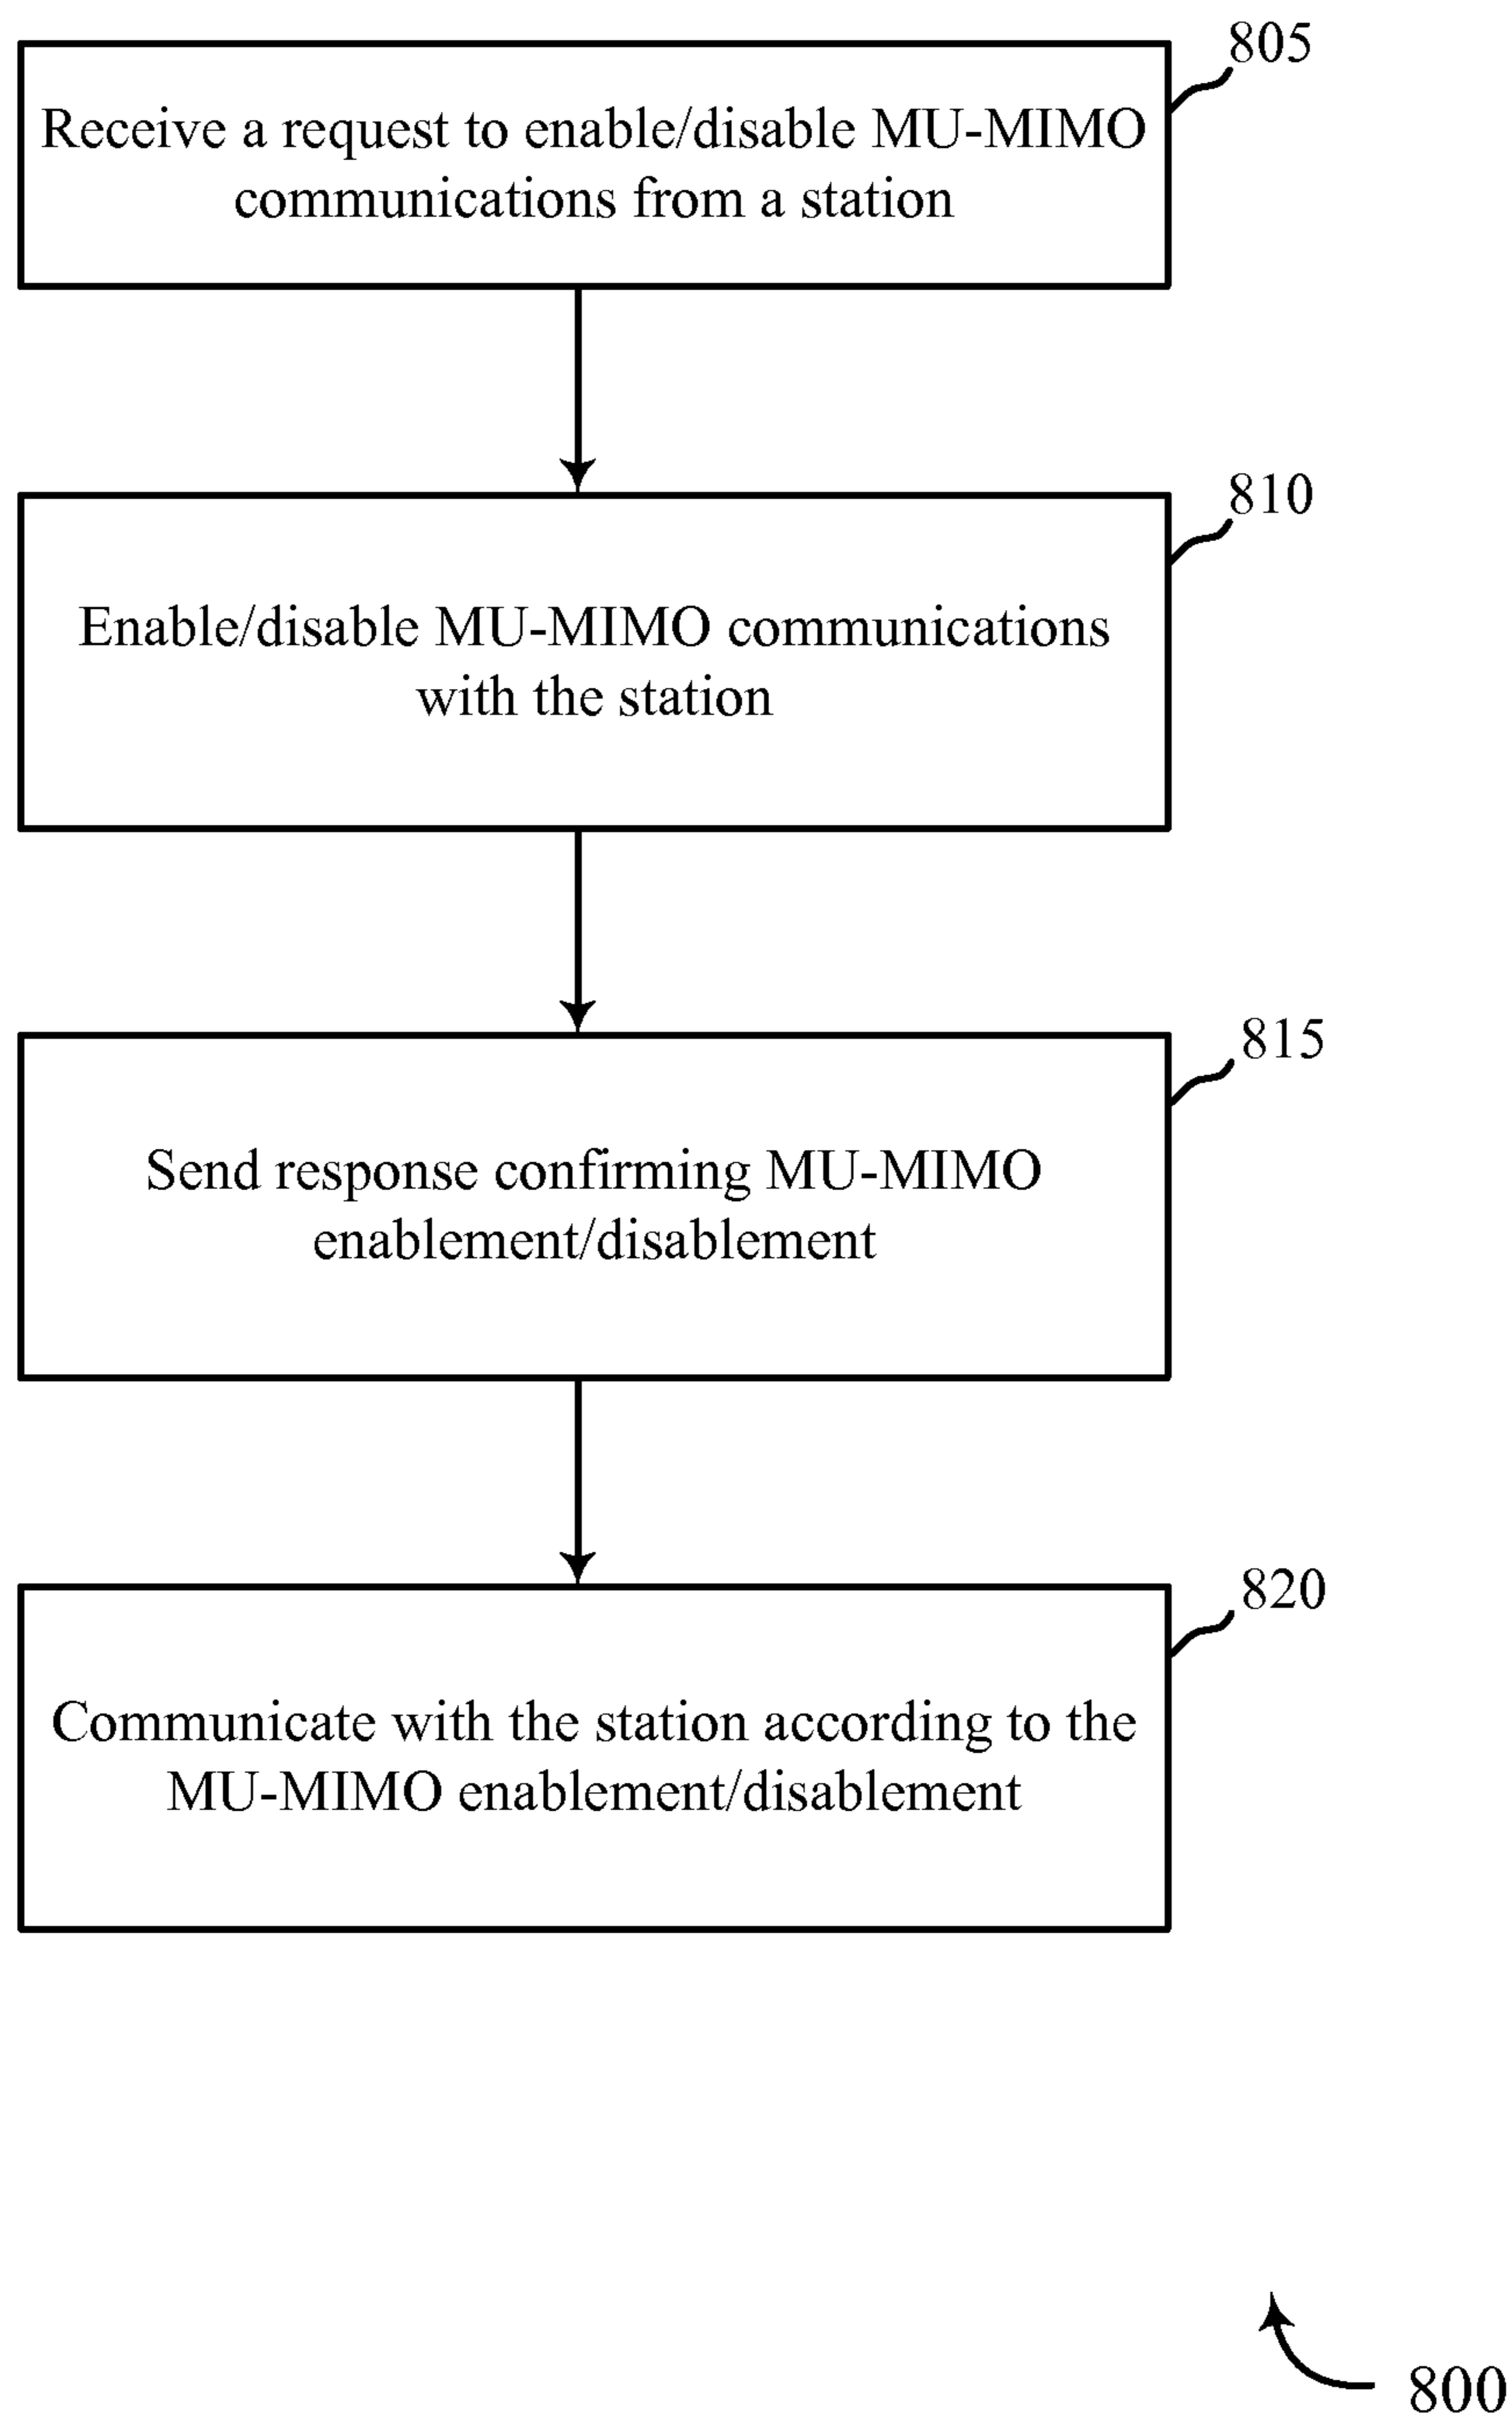 805
Receive a request to enable/disable MU-MIMO
communications from a station
810
Enable/disable MU-MIMO communications
with the station
815
Send response confirming MU-MIMO
enablement/disablement
820
Communicate with the station according to the
MU-MIMO enablement/disablement
800